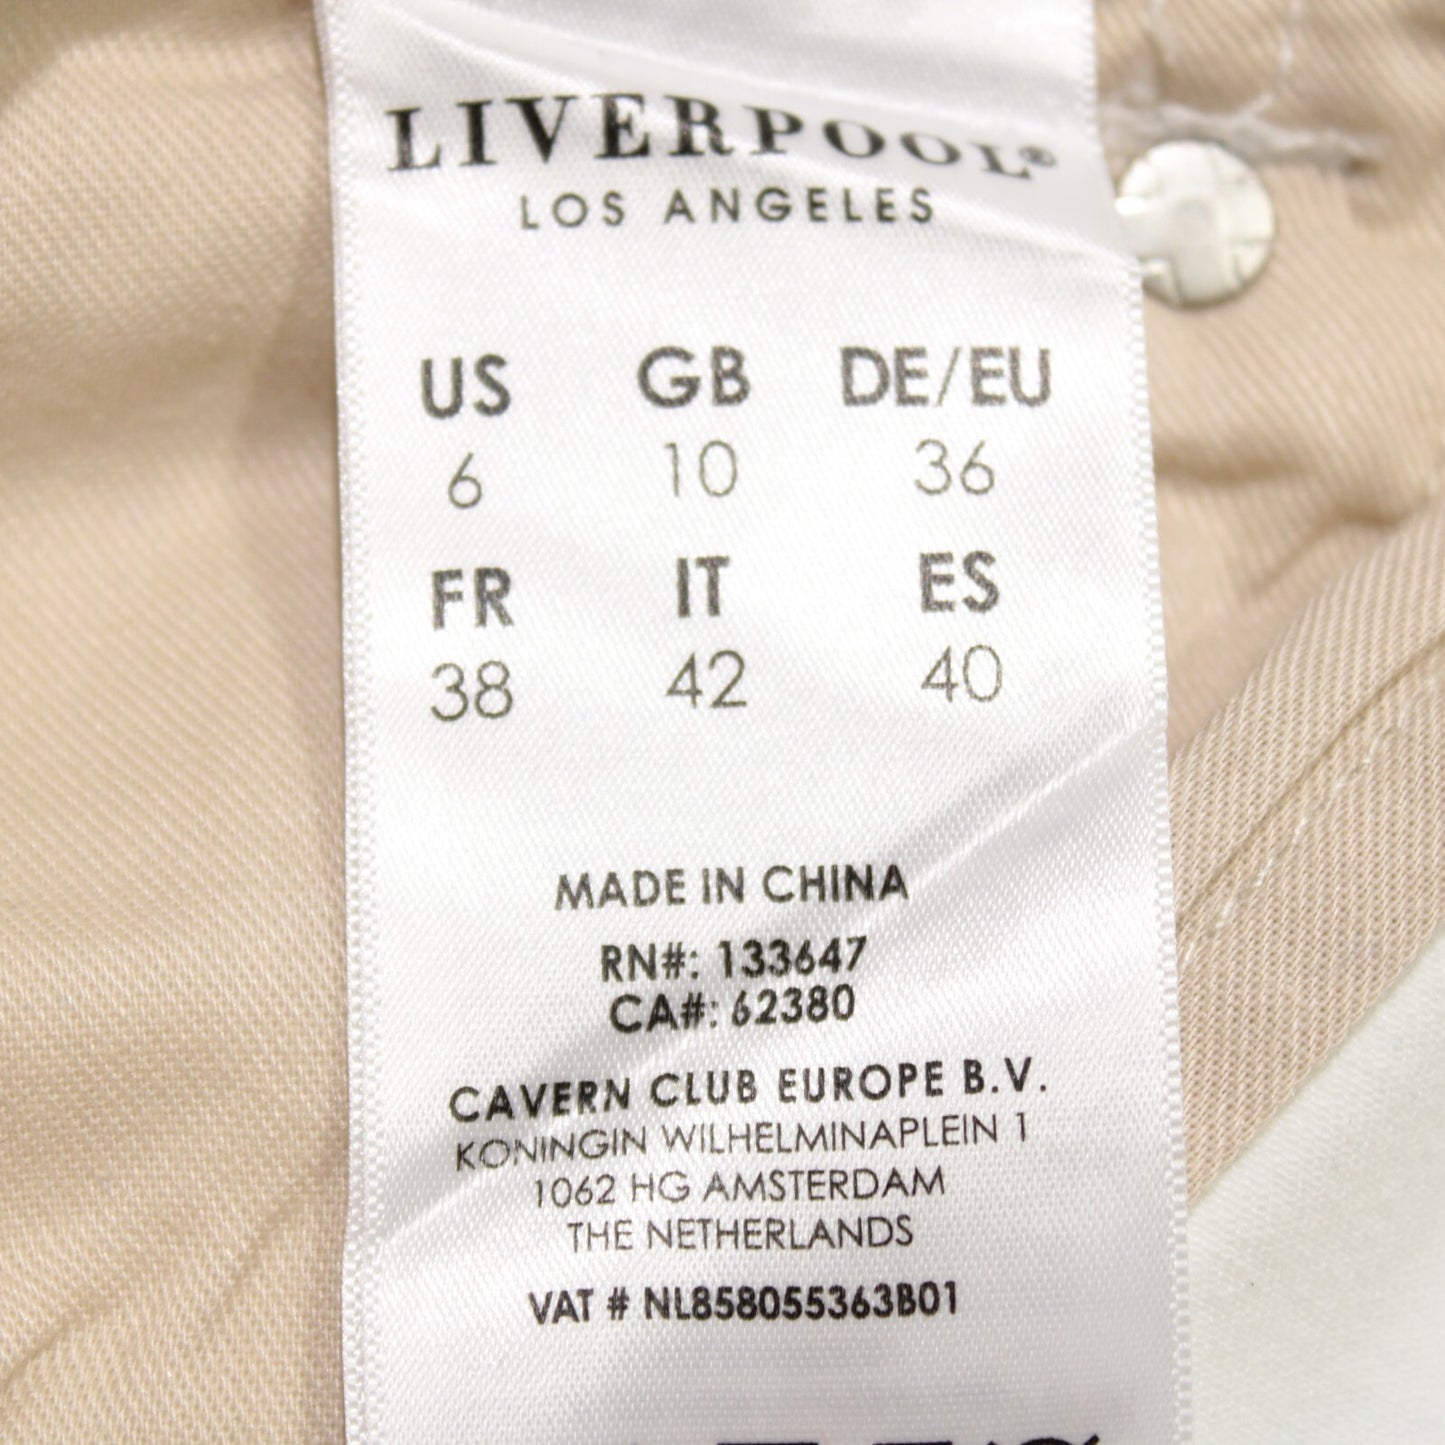 LIVERPOOL®
LOS ANGELES
US GB DE/EU
6 10 36
FR IT ES
38 42 40
MADE IN CHINA
RN#: 133647
CA#: 62380
CAVERN CLUB EUROPE B.V.
KONINGIN WILHELMINAPLEIN 1
1062 HG AMSTERDAM
THE NETHERLANDS
VAT # NL858055363B01